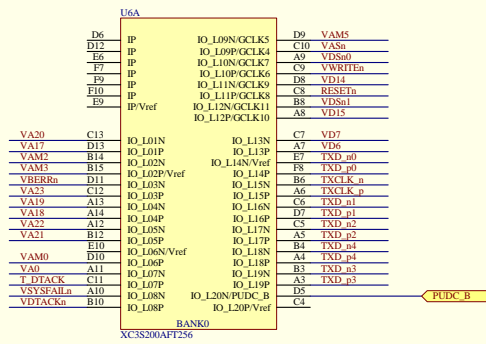 U6A
D6 IP IO_L09N/GCLK5 D9 VAM5
D12 IP IO_L09P/GCLK4 C10 VASn
E6 IP IO_L10N/GCLK7 A9 VDSn0
F7 IP IO_L10P/GCLK6 C9 VWRITEn
F9 IP IO_L11N/GCLK9 D8 VD14
F10 IP IO_L11P/GCLK8 C8 RESETn
E9 IP/Vref IO_L12N/GCLK11 B8 VDSn1
IO_L12P/GCLK10 A8 VD15
VA20 C13 IO_L01N IO_L13N C7 VD7
VA17 D13 IO_L01P IO_L13P A7 VD6
VAM2 B14 IO_L02N IO_L14N/Vref E7 TXD_n0
VAM3 B15 IO_L02P/Vref IO_L14P F8 TXD_p0
VBERRn D11 IO_L03N IO_L15N B6 TXCLK_n
VA23 C12 IO_L03P IO_L15P A6 TXCLK_p
VA19 A13 IO_L04N IO_L16N C6 TXD_n1
VA18 A14 IO_L04P IO_L16P D7 TXD_p1
VA22 A12 IO_L05N IO_L17N C5 TXD_n2
VA21 B12 IO_L05P IO_L17P A5 TXD_p2
E10 IO_L06N/Vref IO_L18N B4 TXD_n4
VAM0 D10 IO_L06P IO_L18P A4 TXD_p4
VA0 A11 IO_L07N IO_L19N B3 TXD_n3
T_DTACK C11 IO_L07P IO_L19P A3 TXD_p3
VSYSFAILn A10 IO_L08N IO_L20N/PUDC_B D5 PUDC_B
VDTACKn B10 IO_L08P IO_L20P/Vref C4
BANK0
XC3S200AFT256